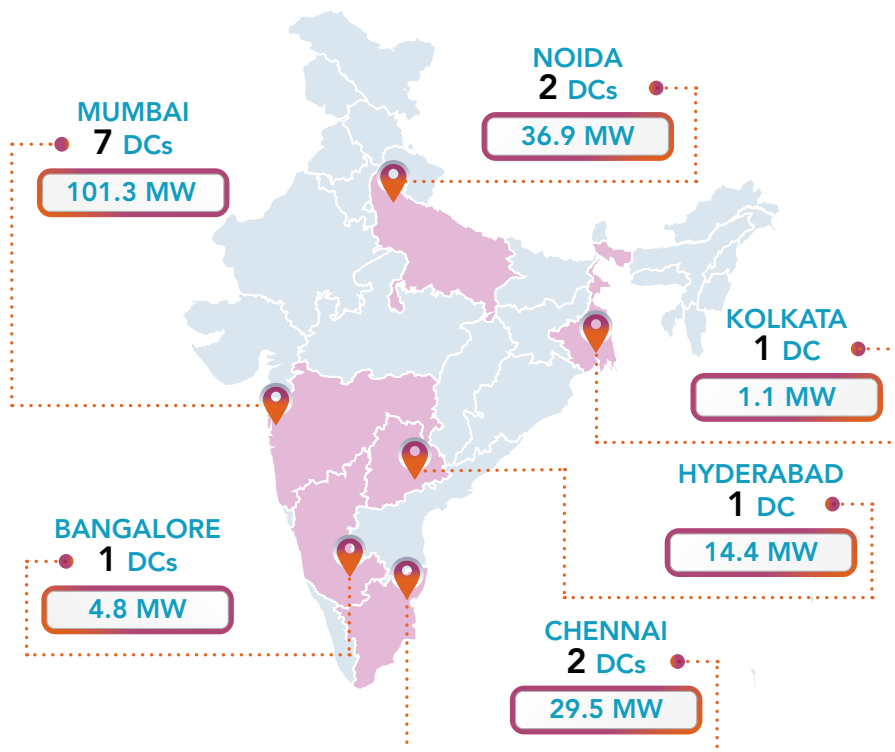 NOIDA
2 DCs
36.9 MW
MUMBAI
7 DCs
101.3 MW
KOLKATA
1 DC
1.1 MW
HYDERABAD
1 DC
14.4 MW
BANGALORE
1 DCs
4.8 MW
CHENNAI
2 DCs
29.5 MW